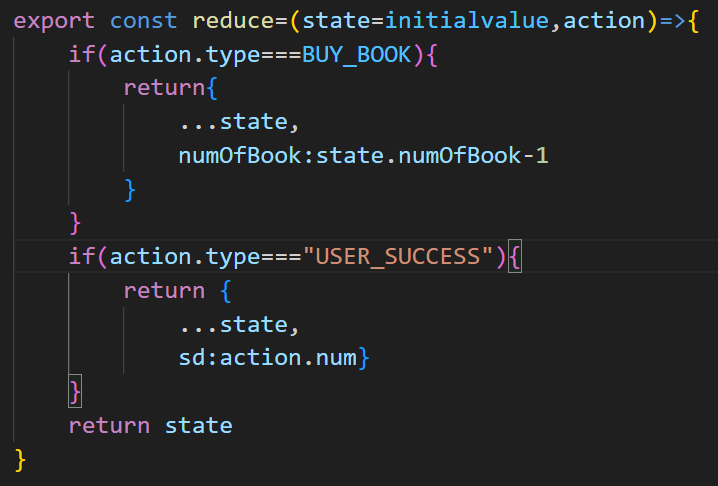 export const reduce=(state=initialvalue,action)=>{
if(action.type===BUY_BOOK){
return{
...state,
numOfBook:state.numOfBook-1
}
}
if(action.type==="USER_SUCCESS"){
return {
...state,
sd:action.num}
}
return state
}